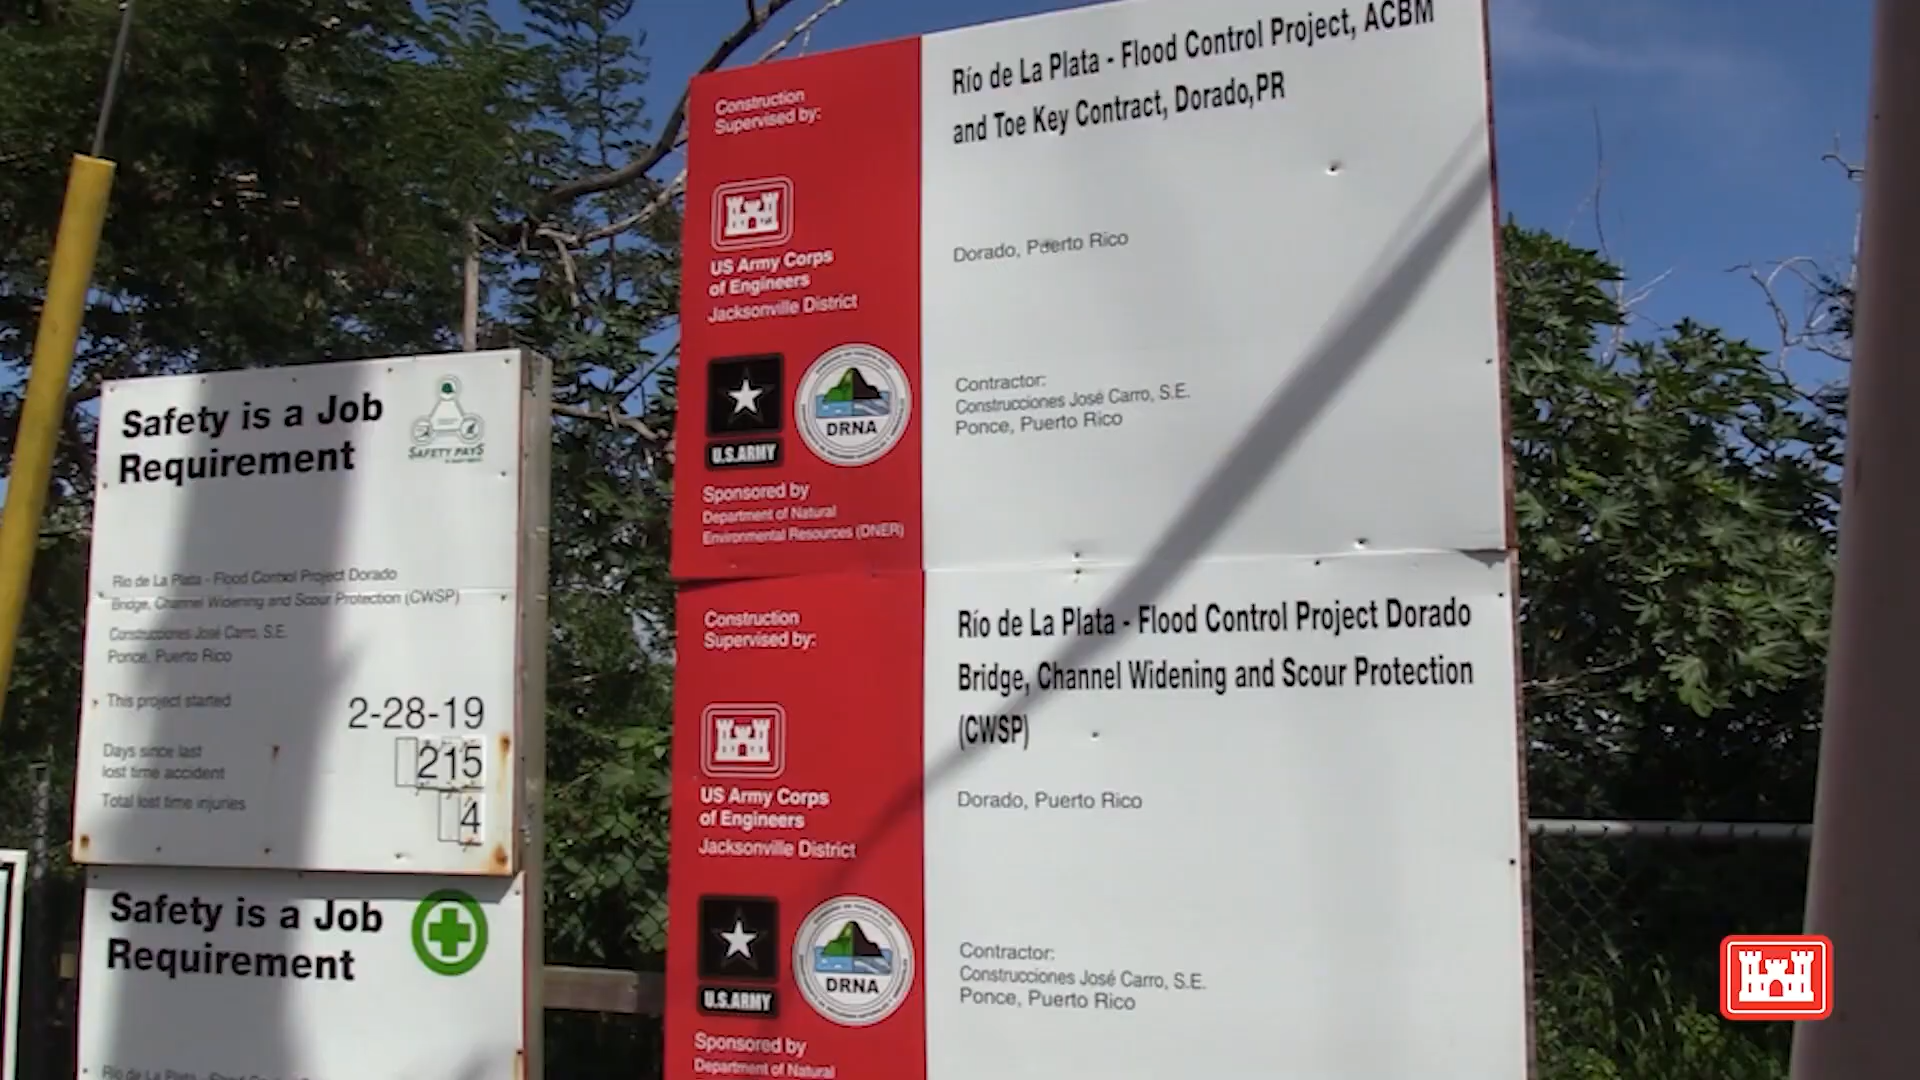 Safety is a Job
Requirement
SAFETY PAYS
Río de La Plata - Flood Control Project Dorado
Bridge, Channel Widening and Scour Protection (CWSP)
Construcciones José Carro, S.E.
Ponce, Puerto Rico
This project started
2-28-19
Days since last
lost time accident
215
Total lost time injuries
4
Safety is a Job
Requirement
Construction
Supervised by:
US Army Corps
of Engineers
Jacksonville District
U.S.ARMY
DRNA
Sponsored by
Department of Natural
Environmental Resources (DNER)
Río de La Plata - Flood Control Project, ACBM
and Toe Key Contract, Dorado,PR
Dorado, Puerto Rico
Contractor:
Construcciones José Carro, S.E.
Ponce, Puerto Rico
Construction
Supervised by:
US Army Corps
of Engineers
Jacksonville District
U.S.ARMY
DRNA
Sponsored by
Department of Natural
Río de La Plata - Flood Control Project Dorado
Bridge, Channel Widening and Scour Protection
(CWSP)
Dorado, Puerto Rico
Contractor:
Construcciones José Carro, S.E.
Ponce, Puerto Rico